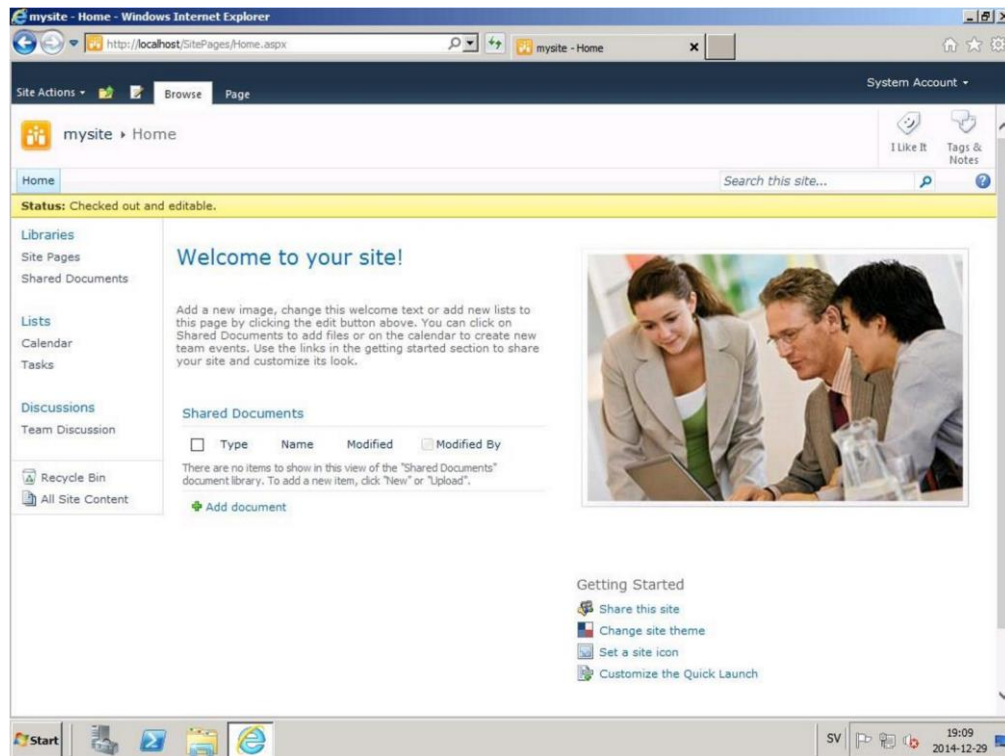 mysite - Home - Windows Internet Explorer
http://localhost/SitePages/Home.aspx
mysite - Home
Site Actions
Browse
Page
System Account
mysite ▸ Home
I Like It
Tags &
Notes
Home
Search this site...
Status: Checked out and editable.
Libraries
Site Pages
Shared Documents
Lists
Calendar
Tasks
Discussions
Team Discussion
Recycle Bin
All Site Content
Welcome to your site!
Add a new image, change this welcome text or add new lists to
this page by clicking the edit button above. You can click on
Shared Documents to add files or on the calendar to create new
team events. Use the links in the getting started section to share
your site and customize its look.
Shared Documents
Type Name Modified Modified By
There are no items to show in this view of the "Shared Documents"
document library. To add a new item, click "New" or "Upload".
Add document
Getting Started
Share this site
Change site theme
Set a site icon
Customize the Quick Launch
Start
SV
19:09
2014-12-29